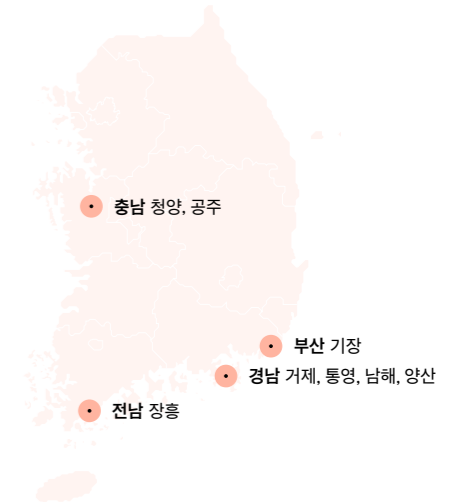 충남 청양, 공주
부산 기장
경남 거제, 통영, 남해, 양산
전남 장흥